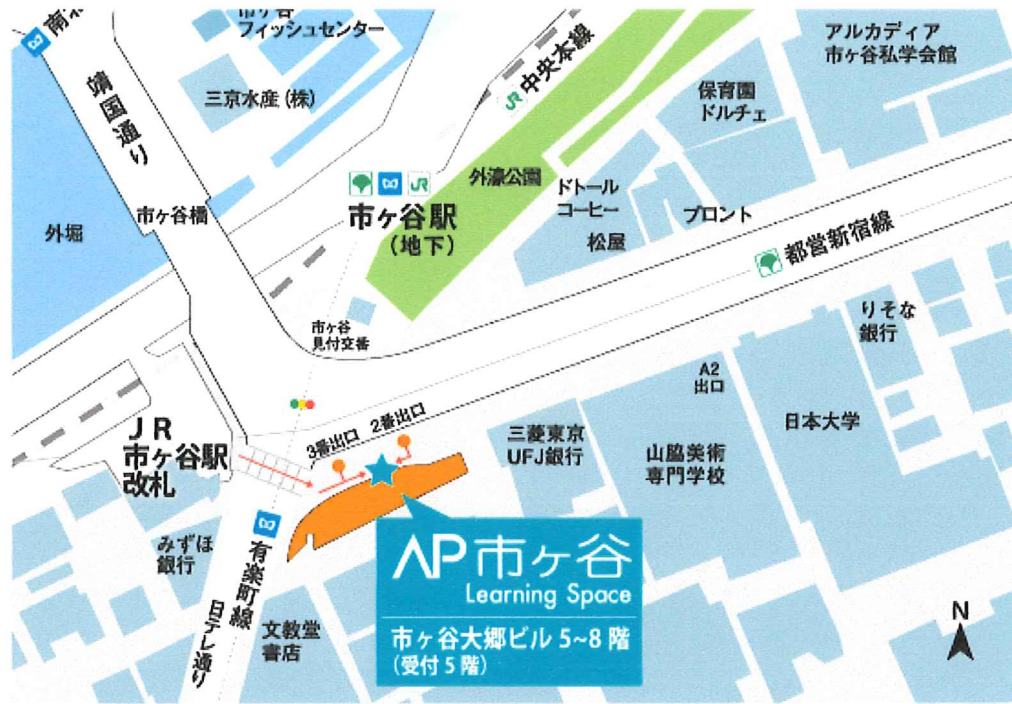 市ヶ谷
フィッシュセンター
アルカディア
市ヶ谷私学会館
靖国通り
三京水産(株)
JR 中央本線
保育園
ドルチェ
外堀
市ヶ谷橋
JR
市ヶ谷駅
(地下)
外濠公園
ドトール
コーヒー
松屋
プロント
都営新宿線
市ヶ谷
見付交番
りそな
銀行
A2
出口
日本大学
3番出口
2番出口
三菱東京
UFJ銀行
山脇美術
専門学校
JR
市ヶ谷駅
改札
みずほ
銀行
有楽町線
日テレ通り
文教堂
書店
AP市ヶ谷
Learning Space
市ヶ谷大郷ビル 5~8 階
(受付 5 階)
N